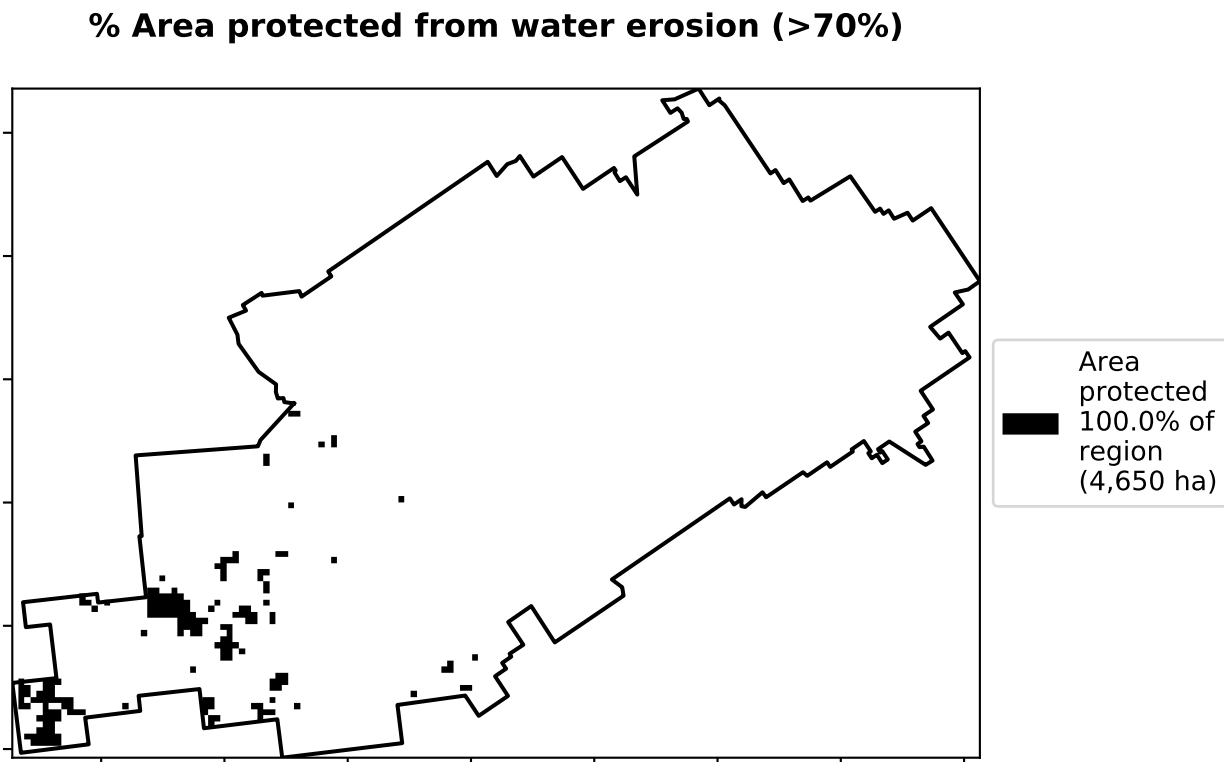 % Area protected from water erosion (>70%)
Area
protected
100.0% of
region
(4,650 ha)